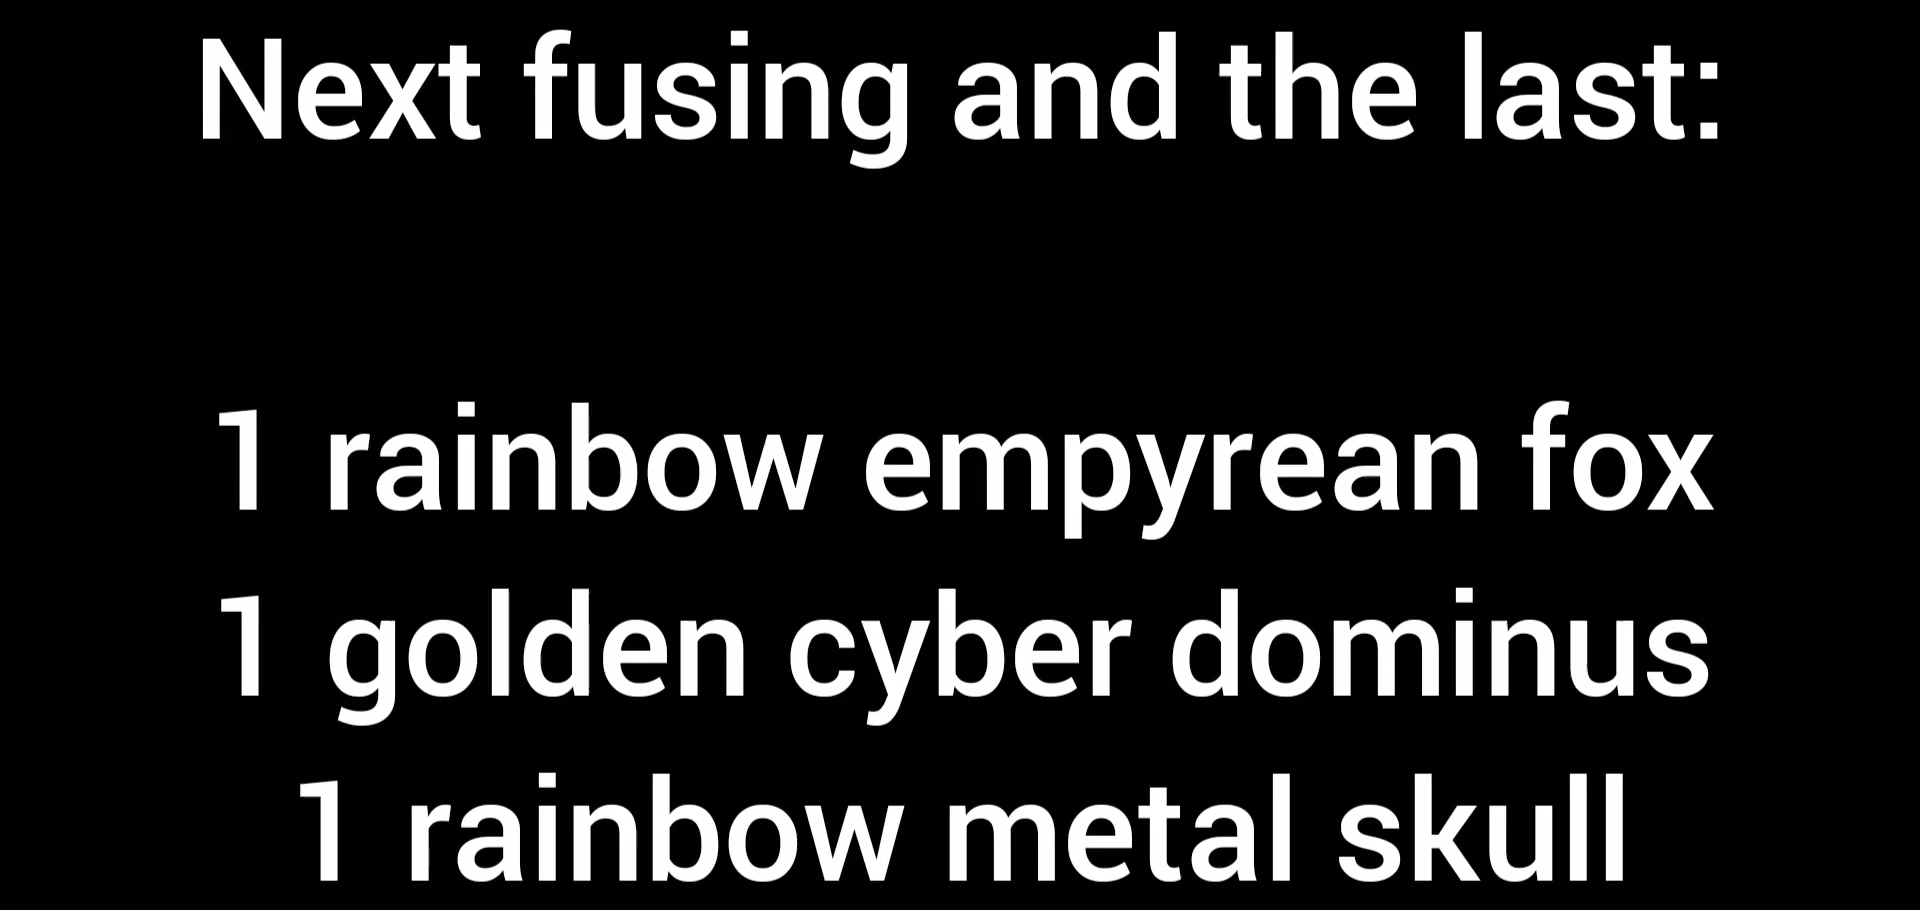 Next fusing and the last:
1 rainbow empyrean fox
1 golden cyber dominus
1 rainbow metal skull